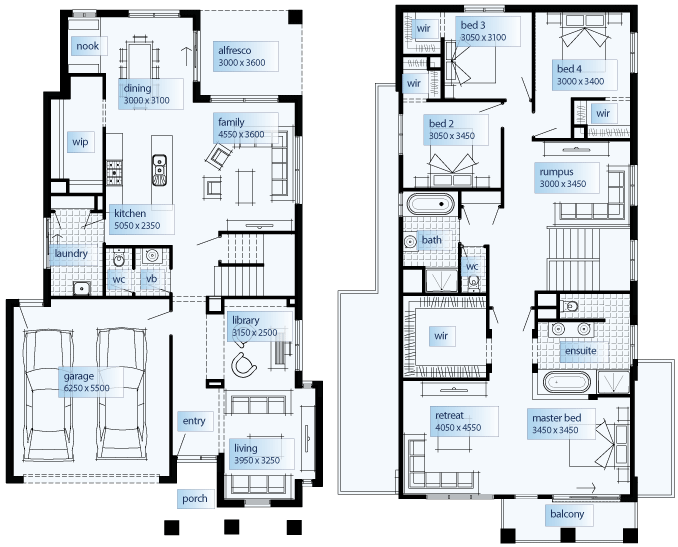 nook
alfresco
3000 x 3600
dining
3000 x 3100
family
4550 x 3600
wip
kitchen
5050 x 2350
laundry
wc
vb
library
3150 x 2500
garage
6250 x 5500
entry
living
3950 x 3250
porch
wir
bed 3
3050 x 3100
bed 4
3000 x 3400
wir
wir
bed 2
3050 x 3450
rumpus
3000 x 3450
bath
wc
wir
ensuite
retreat
4050 x 4550
master bed
3450 x 3450
balcony